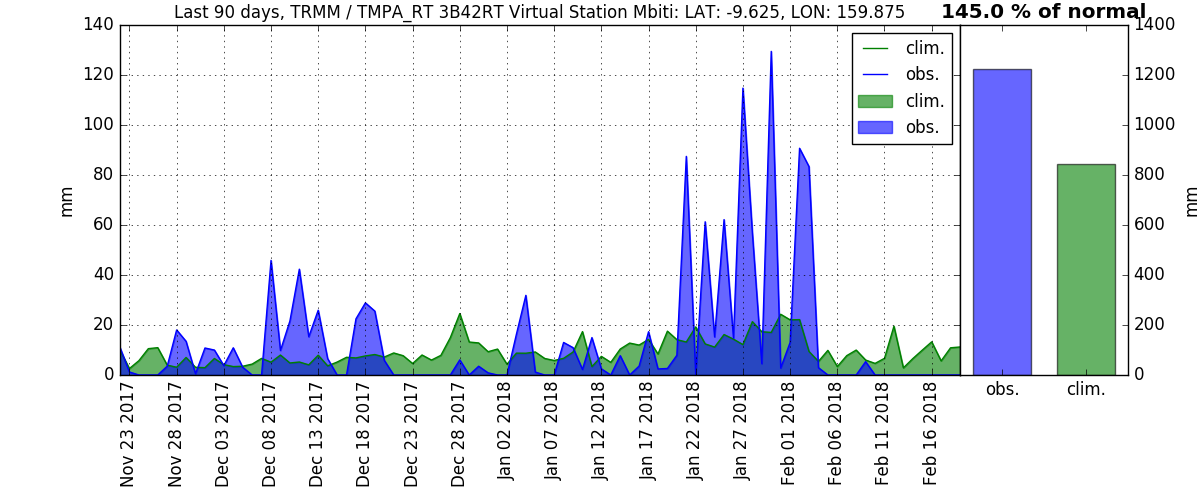 Last 90 days, TRMM / TMPA_RT 3B42RT Virtual Station Mbiti: LAT: -9.625, LON: 159.875
145.0 % of normal
mm
140
120
100
80
60
40
20
0
clim.
obs.
clim.
obs.
1400
1200
1000
800
600
400
200
0
mm
Nov 23 2017
Nov 28 2017
Dec 03 2017
Dec 08 2017
Dec 13 2017
Dec 18 2017
Dec 23 2017
Dec 28 2017
Jan 02 2018
Jan 07 2018
Jan 12 2018
Jan 17 2018
Jan 22 2018
Jan 27 2018
Feb 01 2018
Feb 06 2018
Feb 11 2018
Feb 16 2018
obs.
clim.